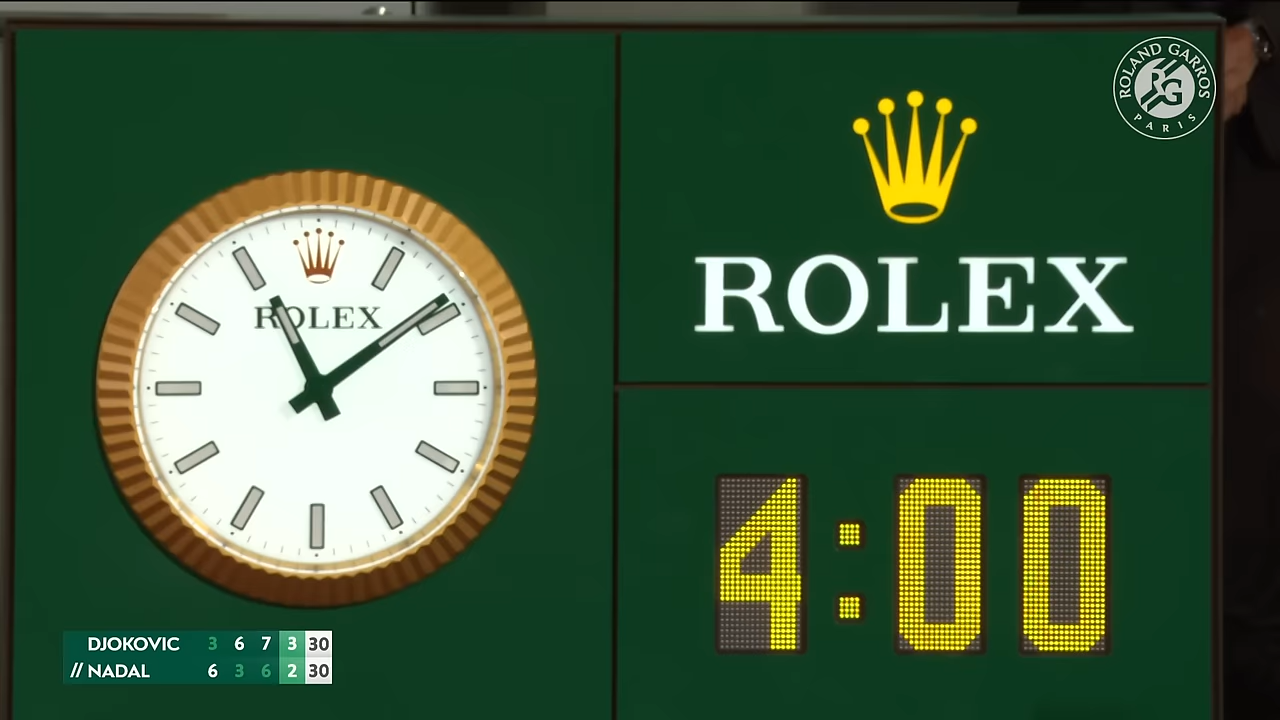 ROLAND GARROS
RG
PARIS
ROLEX
ROLEX
4:00
DJOKOVIC 3 6 7 3 30
// NADAL 6 3 6 2 30